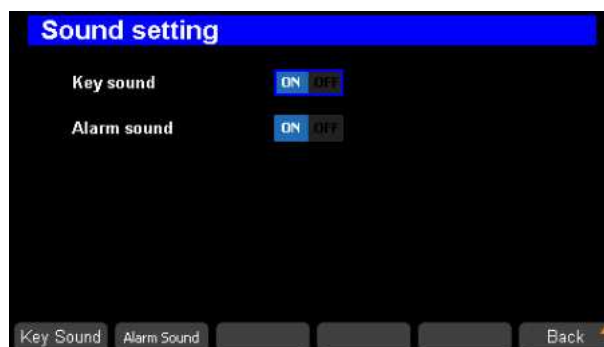 Sound setting
Key sound ON OFF
Alarm sound ON OFF
Key Sound Alarm Sound Back